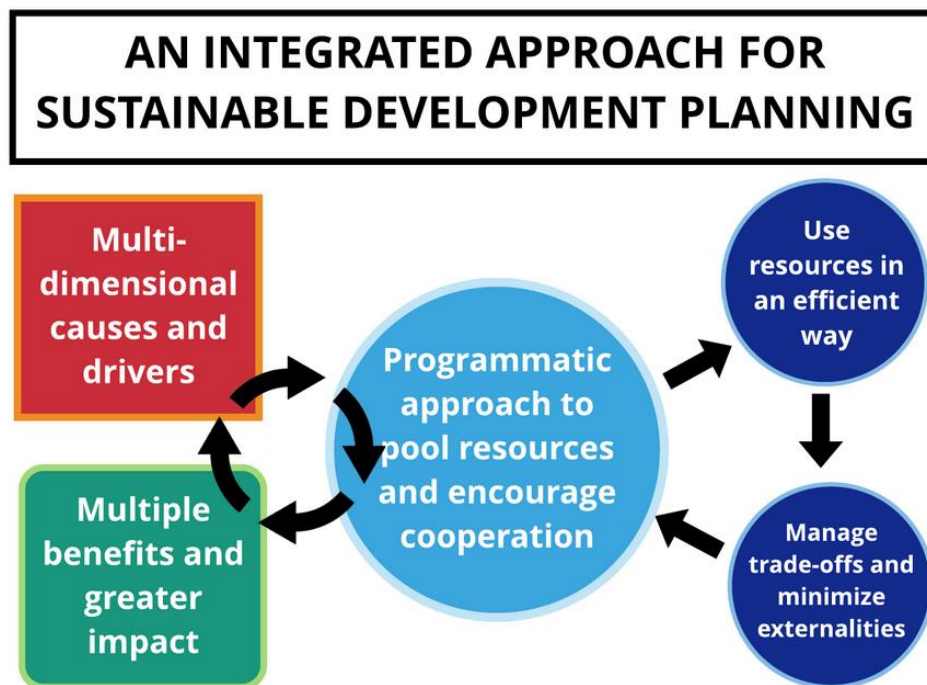 AN INTEGRATED APPROACH FOR
SUSTAINABLE DEVELOPMENT PLANNING
Multi-
dimensional
causes and
drivers
Multiple
benefits and
greater
impact
Programmatic
approach to
pool resources
and encourage
cooperation
Use
resources in
an efficient
way
Manage
trade-offs and
minimize
externalities